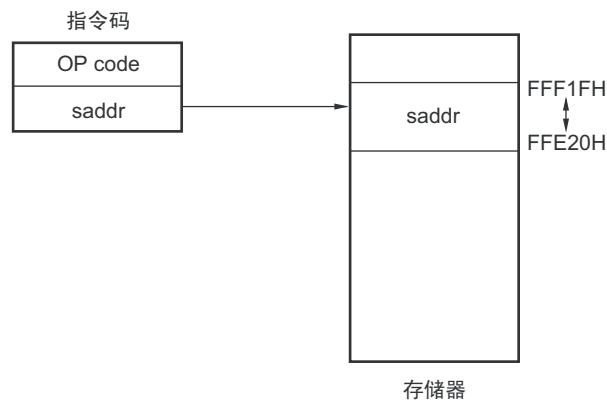 指令码
OP code
saddr
saddr
FFF1FH
FFE20H
存储器